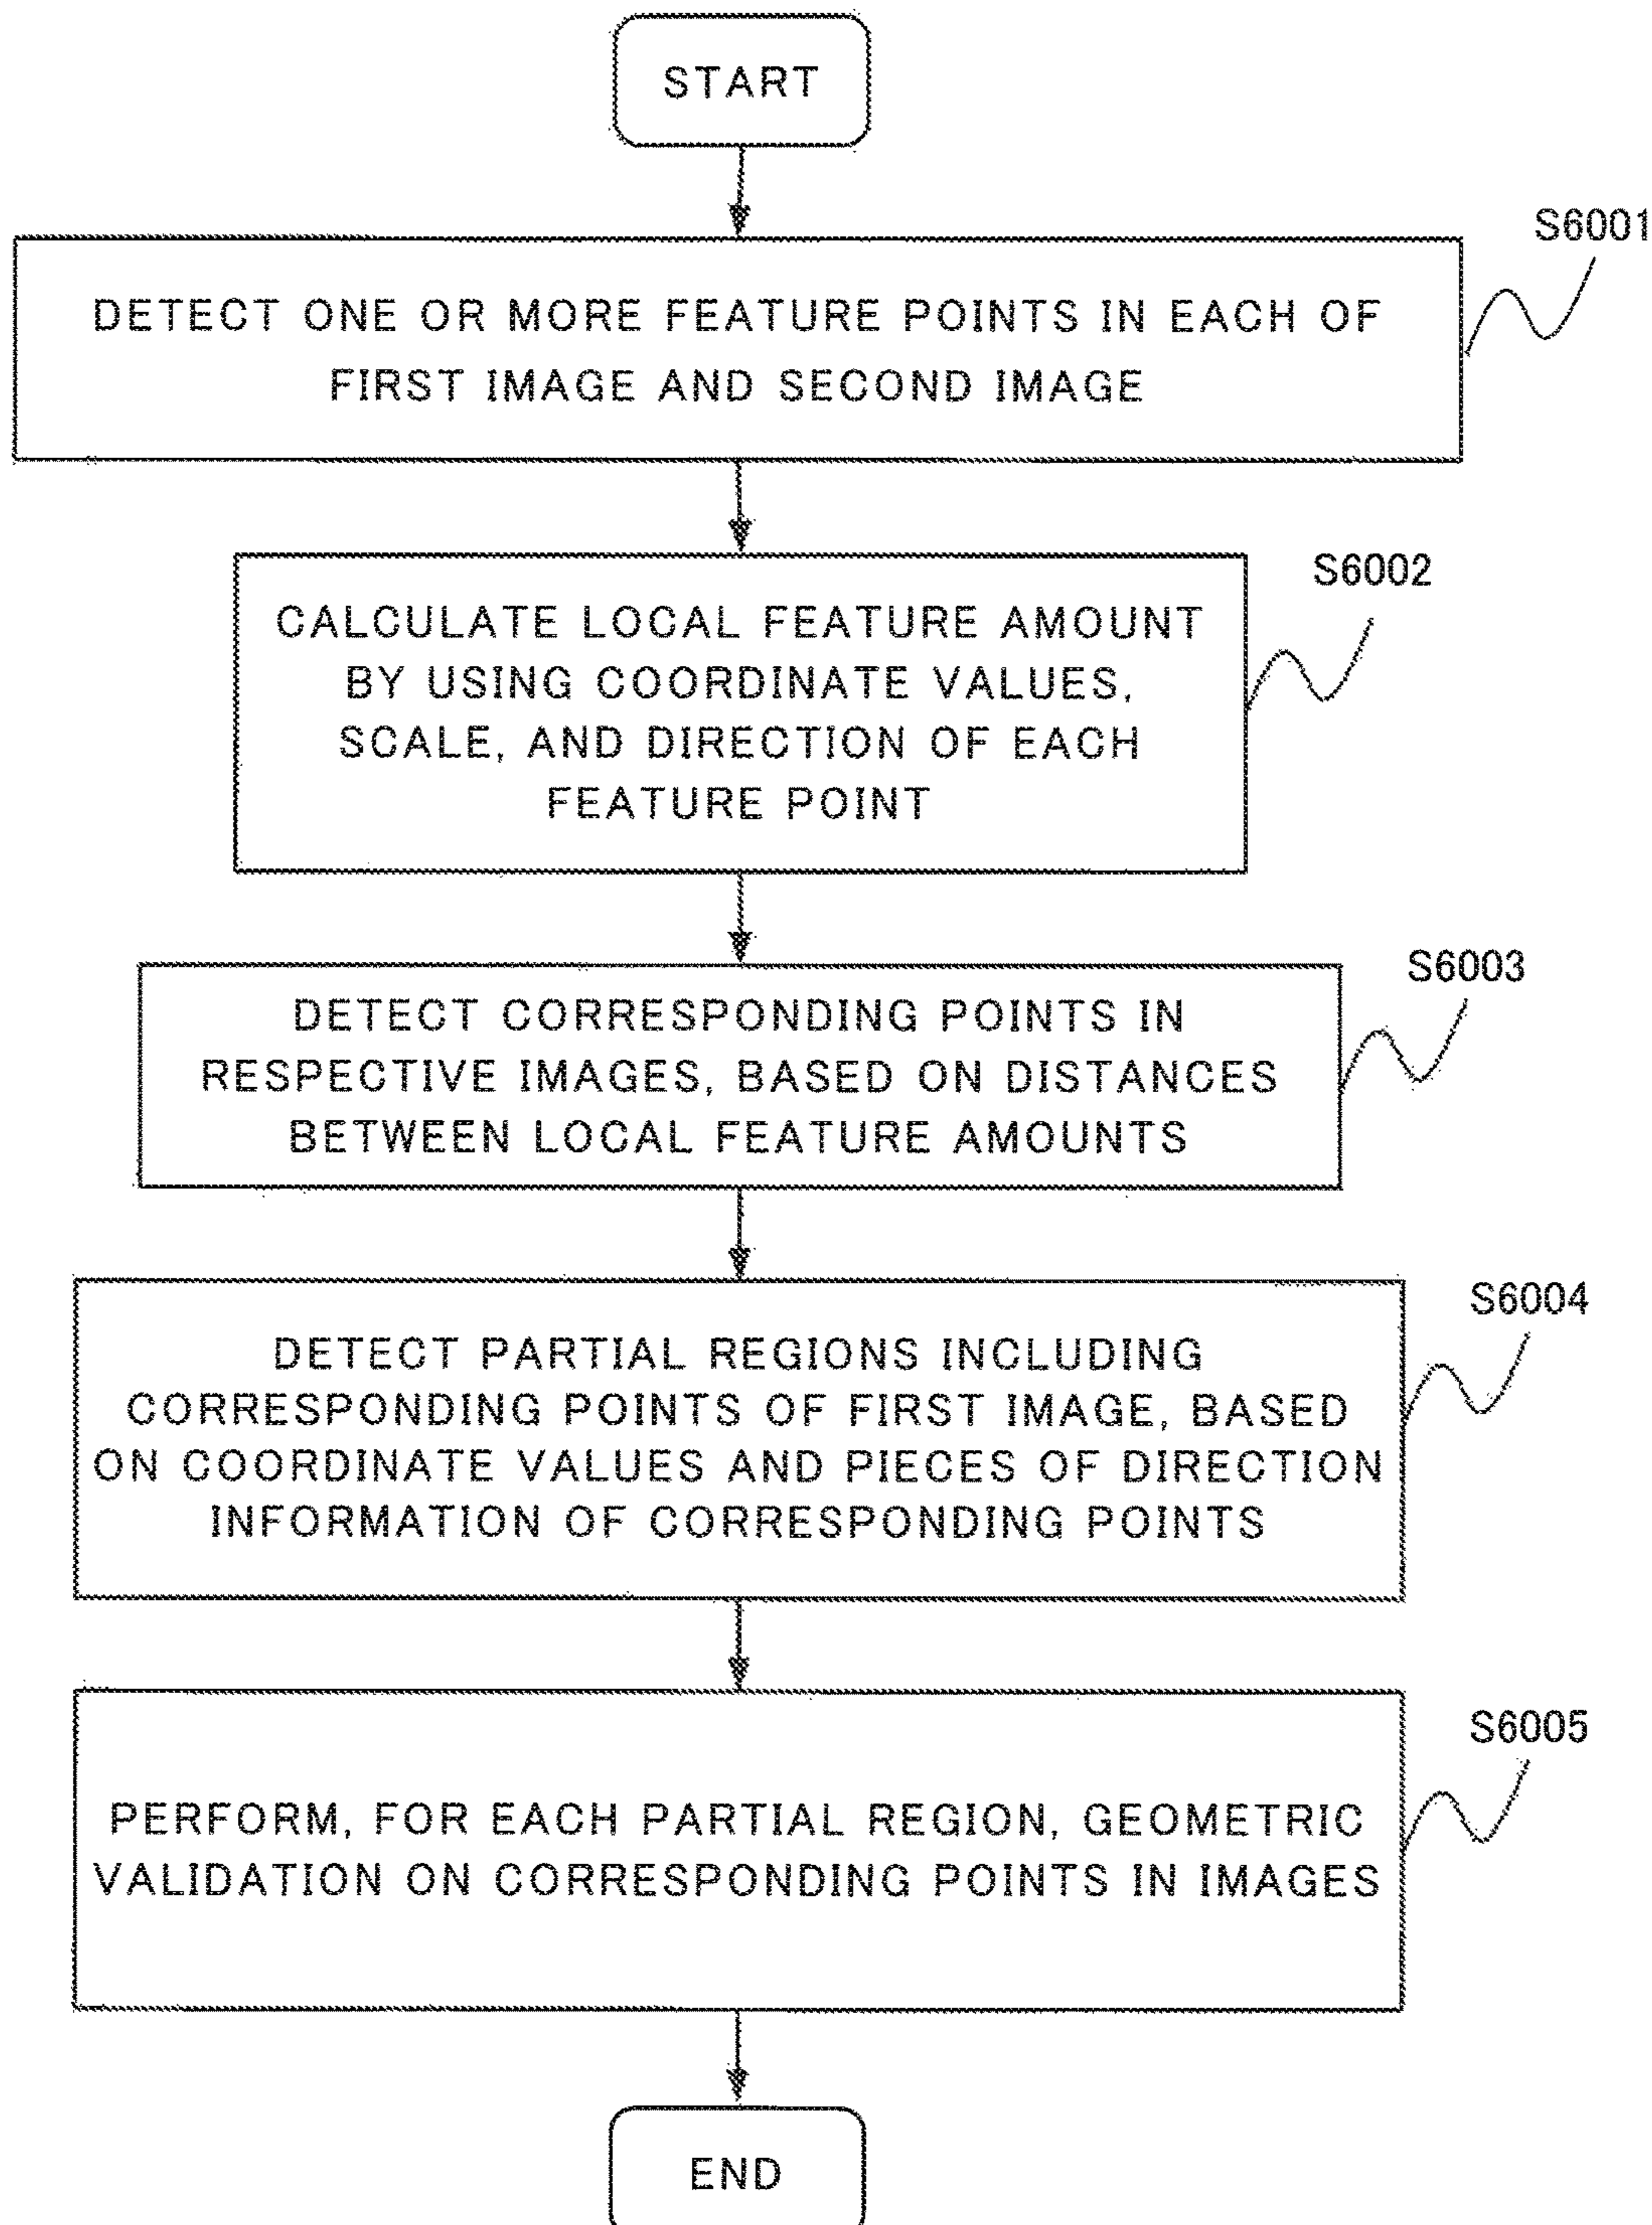 START
S6001
DETECT ONE OR MORE FEATURE POINTS IN EACH OF
FIRST IMAGE AND SECOND IMAGE
S6002
CALCULATE LOCAL FEATURE AMOUNT
BY USING COORDINATE VALUES,
SCALE, AND DIRECTION OF EACH
FEATURE POINT
S6003
DETECT CORRESPONDING POINTS IN
RESPECTIVE IMAGES, BASED ON DISTANCES
BETWEEN LOCAL FEATURE AMOUNTS
S6004
DETECT PARTIAL REGIONS INCLUDING
CORRESPONDING POINTS OF FIRST IMAGE, BASED
ON COORDINATE VALUES AND PIECES OF DIRECTION
INFORMATION OF CORRESPONDING POINTS
S6005
PERFORM, FOR EACH PARTIAL REGION, GEOMETRIC
VALIDATION ON CORRESPONDING POINTS IN IMAGES
END